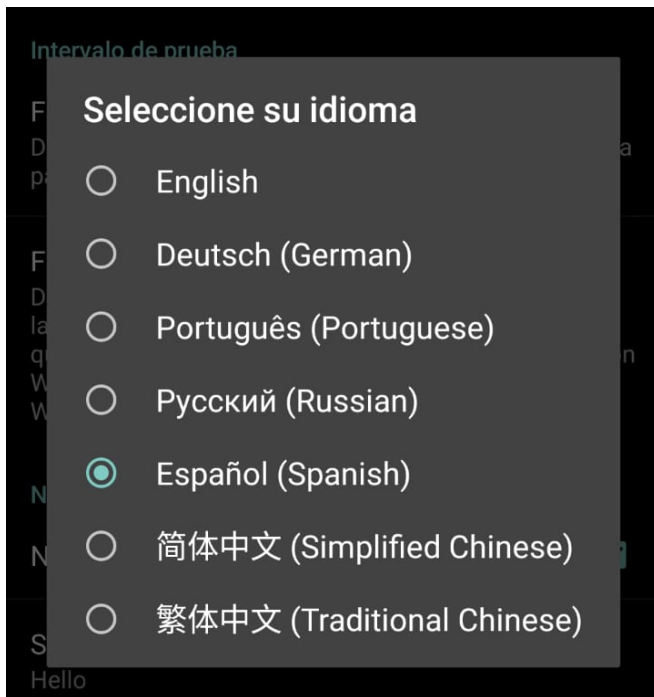 Intervalo de prueba
Seleccione su idioma
English
Deutsch (German)
Português (Portuguese)
Русский (Russian)
Español (Spanish)
简体中文 (Simplified Chinese)
繁体中文 (Traditional Chinese)
Hello